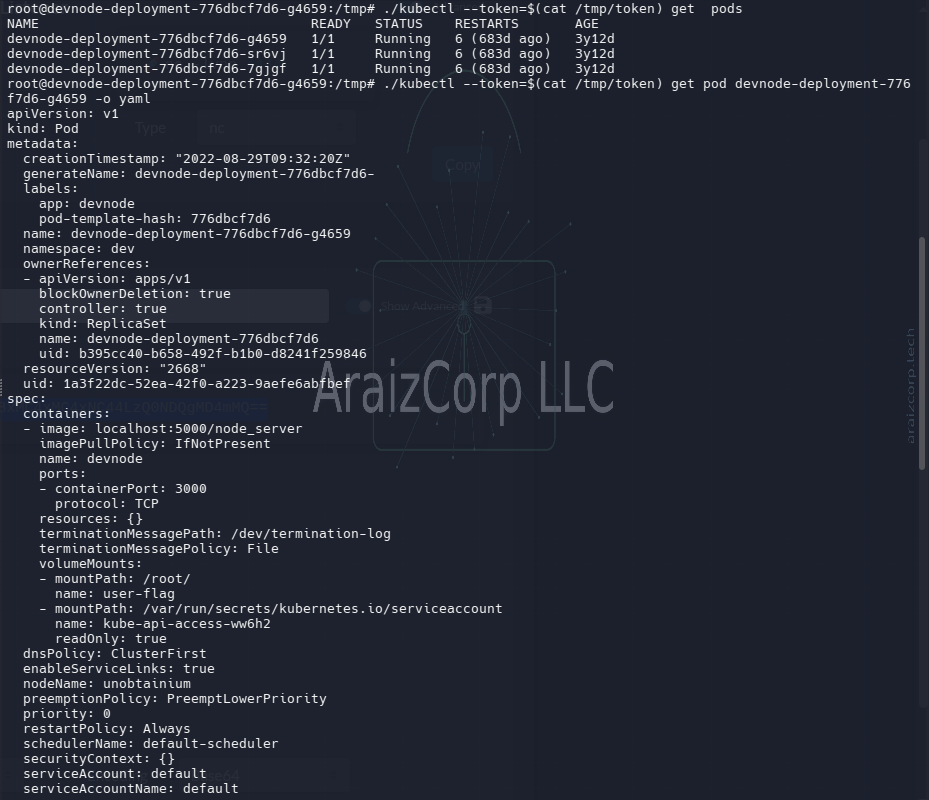 root@devnode-deployment-776dbcf7d6-g4659:/tmp# ./kubectl --token=$(cat /tmp/token) get  pods
NAME                                  READY   STATUS    RESTARTS       AGE
devnode-deployment-776dbcf7d6-g4659   1/1     Running   6 (683d ago)   3y12d
devnode-deployment-776dbcf7d6-sr6vj   1/1     Running   6 (683d ago)   3y12d
devnode-deployment-776dbcf7d6-7gjgf   1/1     Running   6 (683d ago)   3y12d
root@devnode-deployment-776dbcf7d6-g4659:/tmp# ./kubectl --token=$(cat /tmp/token) get pod devnode-deployment-776
f7d6-g4659 -o yaml
apiVersion: v1
Type nc
kind: Pod
metadata:
  creationTimestamp: "2022-08-29T09:32:20Z"
Copy
  generateName: devnode-deployment-776dbcf7d6-
  labels:
    app: devnode
    pod-template-hash: 776dbcf7d6
  name: devnode-deployment-776dbcf7d6-g4659
  namespace: dev
  ownerReferences:
  - apiVersion: apps/v1
    blockOwnerDeletion: true
    controller: true
Show Advanced
    kind: ReplicaSet
    name: devnode-deployment-776dbcf7d6
    uid: b395cc40-b658-492f-b1b0-d8241f259846
  resourceVersion: "2668"
  uid: 1a3f22dc-52ea-42f0-a223-9aefe6abfbef
AraizCorp LLC
araizcorp.tech
spec:
  containers:
  - image: localhost:5000/node_server
    imagePullPolicy: IfNotPresent
    name: devnode
    ports:
    - containerPort: 3000
      protocol: TCP
    resources: {}
    terminationMessagePath: /dev/termination-log
    terminationMessagePolicy: File
    volumeMounts:
    - mountPath: /root/
      name: user-flag
    - mountPath: /var/run/secrets/kubernetes.io/serviceaccount
      name: kube-api-access-ww6h2
      readOnly: true
  dnsPolicy: ClusterFirst
  enableServiceLinks: true
  nodeName: unobtainium
  preemptionPolicy: PreemptLowerPriority
  priority: 0
  restartPolicy: Always
  schedulerName: default-scheduler
  securityContext: {}
  serviceAccount: default
  serviceAccountName: default